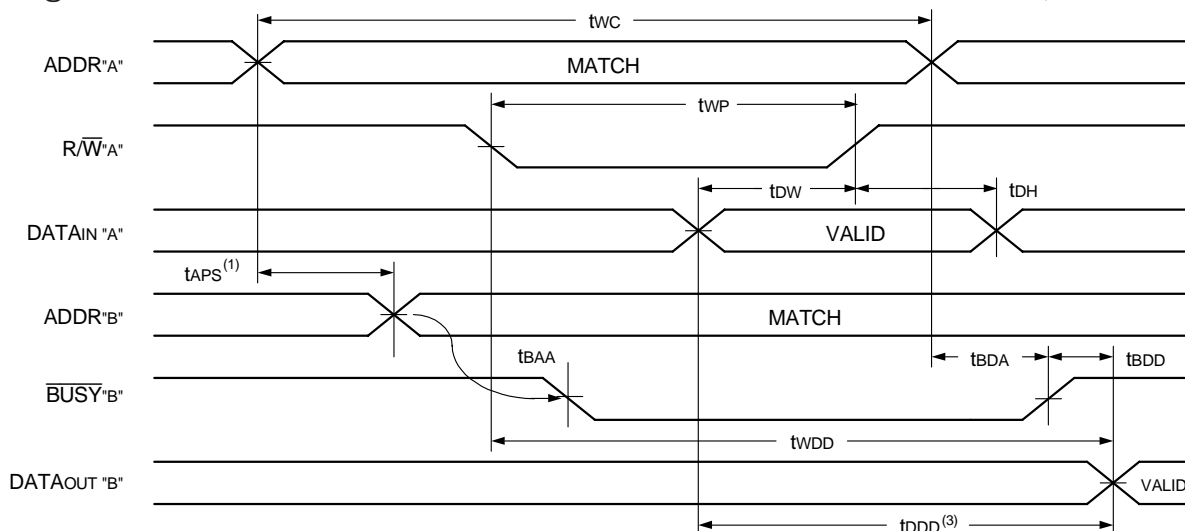 tWC
ADDR"A"
MATCH
tWP
R/W̅"A"
tDW
tDH
DATAIN "A"
VALID
tAPS(1)
ADDR"B"
MATCH
tBAA
tBDA
tBDD
B̅U̅S̅Y̅"B"
tWDD
DATAOUT "B"
VALID
tDDD(3)